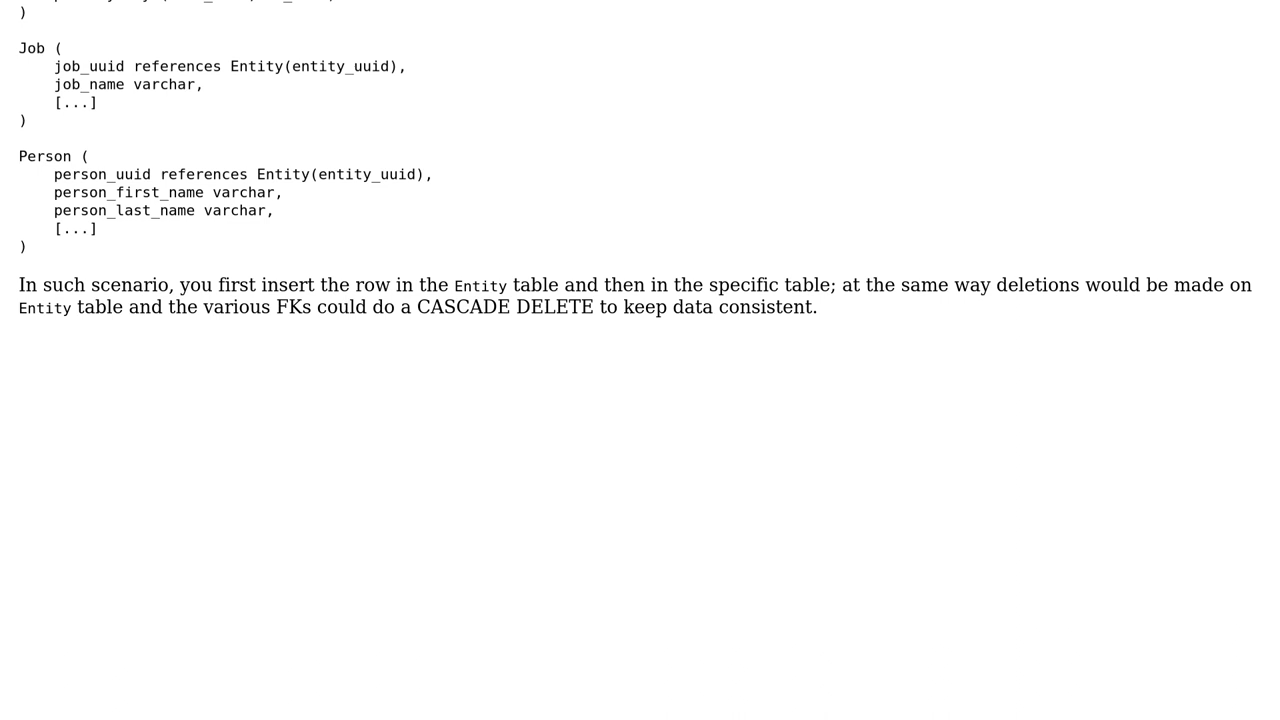 )
Job (
    job_uuid references Entity(entity_uuid),
    job_name varchar,
    [...]
)
Person (
    person_uuid references Entity(entity_uuid),
    person_first_name varchar,
    person_last_name varchar,
    [...]
)
In such scenario, you first insert the row in the Entity table and then in the specific table; at the same way deletions would be made on
Entity table and the various FKs could do a CASCADE DELETE to keep data consistent.